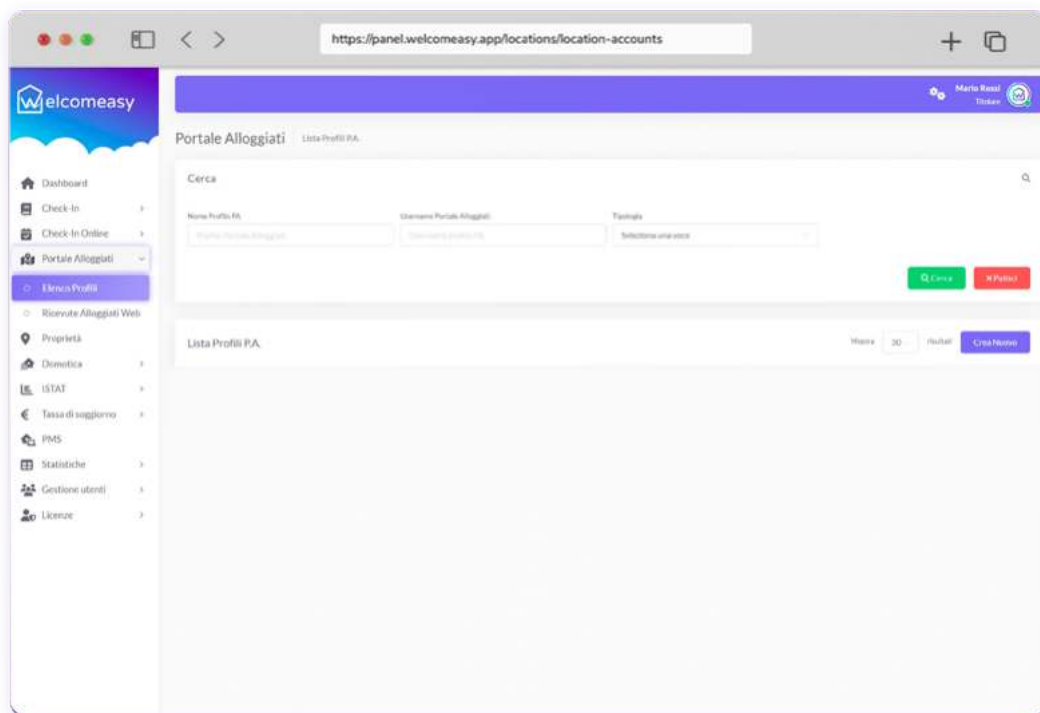 https://panel.welcomeasy.app/locations/location-accounts
Welcomeasy
Mario Rossi
Titolare
Portale Alloggiati Lista Profili P.A.
Dashboard
Check-In
Check-In Online
Portale Alloggiati
Elenco Profili
Ricevute Alloggiati Web
Proprietà
Domotica
ISTAT
Tassa di soggiorno
PMS
Statistiche
Gestione utenti
Licenze
Cerca
Nome Profilo PA
Username Portale Alloggiati
Tipologia
Seleziona una voce
Cerca
Pulisci
Lista Profili P.A.
Mostra 30 risultati
Crea Nuovo